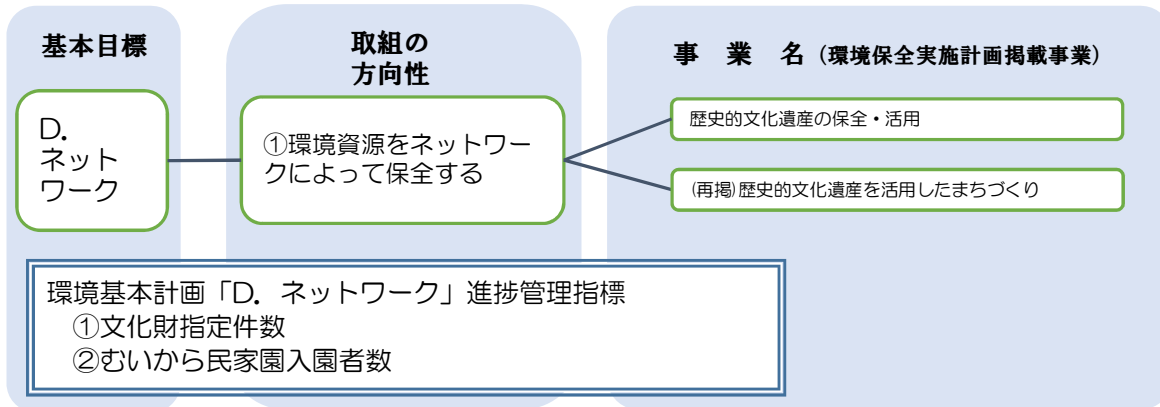 基本目標
取組の
方向性
事　業　名（環境保全実施計画掲載事業）
D.
ネット
ワーク
①環境資源をネットワー
クによって保全する
歴史的文化遺産の保全・活用
(再掲)歴史的文化遺産を活用したまちづくり
環境基本計画「D．ネットワーク」進捗管理指標
①文化財指定件数
②むいから民家園入園者数